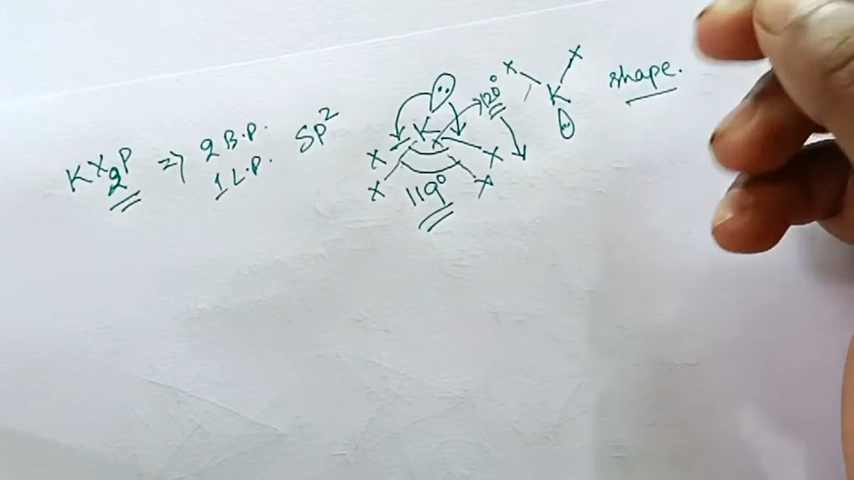 KX2P => 2 B.P. SP²
1 L.P.
K
X X
X X
119°
120°
X X
K
shape.